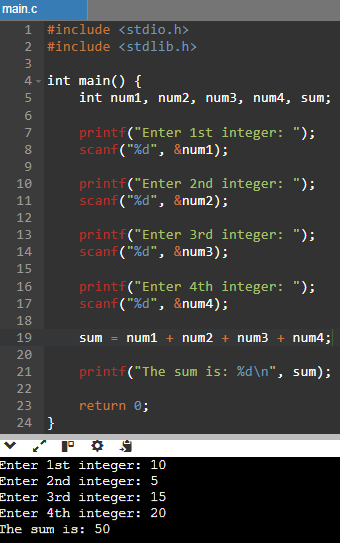 main.c
1 #include <stdio.h>
2 #include <stdlib.h>
3
4 int main() {
5     int num1, num2, num3, num4, sum;
6
7     printf("Enter 1st integer: ");
8     scanf("%d", &num1);
9
10     printf("Enter 2nd integer: ");
11     scanf("%d", &num2);
12
13     printf("Enter 3rd integer: ");
14     scanf("%d", &num3);
15
16     printf("Enter 4th integer: ");
17     scanf("%d", &num4);
18
19     sum = num1 + num2 + num3 + num4;
20
21     printf("The sum is: %d\n", sum);
22
23     return 0;
24 }
Enter 1st integer: 10
Enter 2nd integer: 5
Enter 3rd integer: 15
Enter 4th integer: 20
The sum is: 50